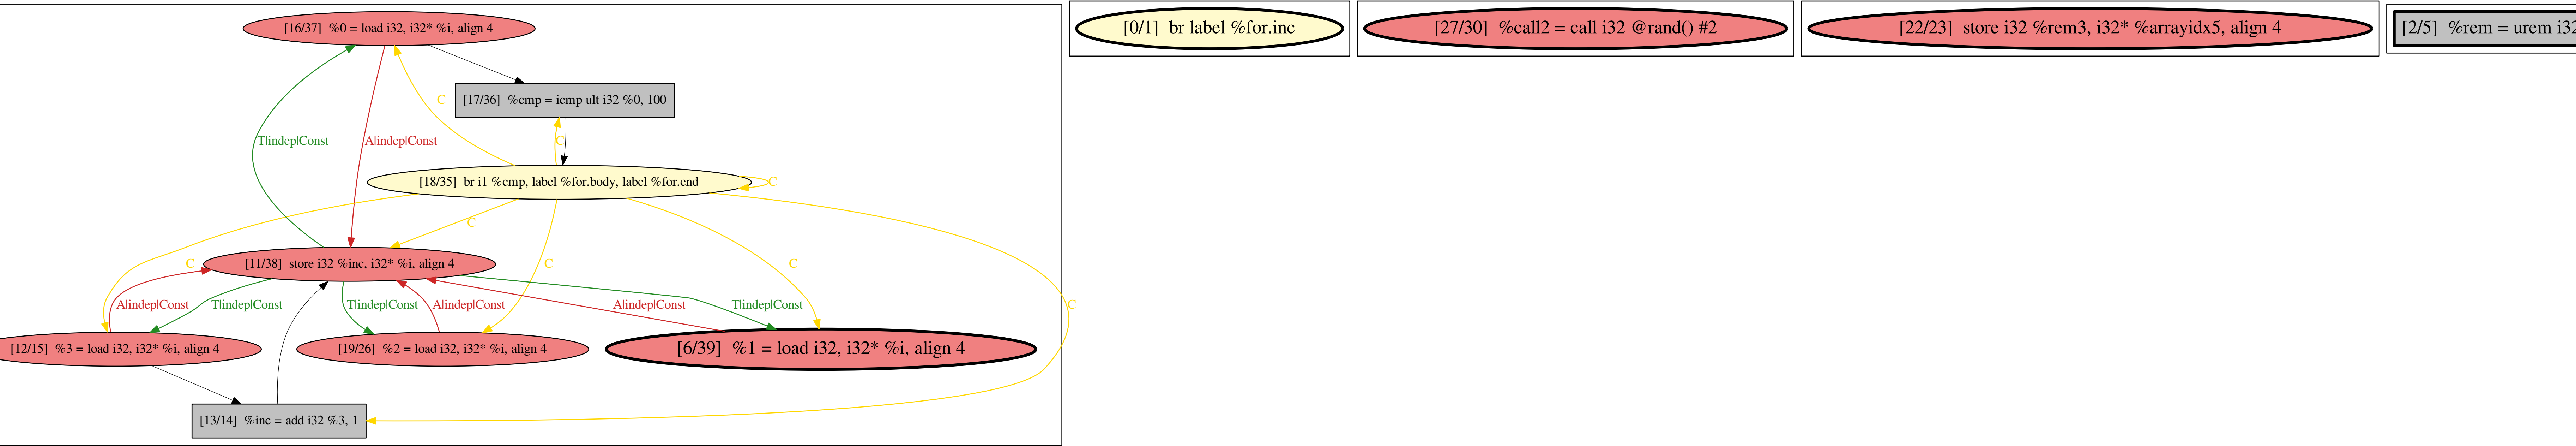 [16/37]  %0 = load i32, i32* %i, align 4
[0/1]  br label %for.inc
[27/30]  %call2 = call i32 @rand() #2
[22/23]  store i32 %rem3, i32* %arrayidx5, align 4
[2/5]  %rem = urem i32
C
[17/36]  %cmp = icmp ult i32 %0, 100
T|indep|Const
A|indep|Const
C
[18/35]  br i1 %cmp, label %for.body, label %for.end
C
C
C
[11/38]  store i32 %inc, i32* %i, align 4
C
C
A|indep|Const
T|indep|Const
T|indep|Const
A|indep|Const
A|indep|Const
T|indep|Const
C
[12/15]  %3 = load i32, i32* %i, align 4
[19/26]  %2 = load i32, i32* %i, align 4
[6/39]  %1 = load i32, i32* %i, align 4
[13/14]  %inc = add i32 %3, 1